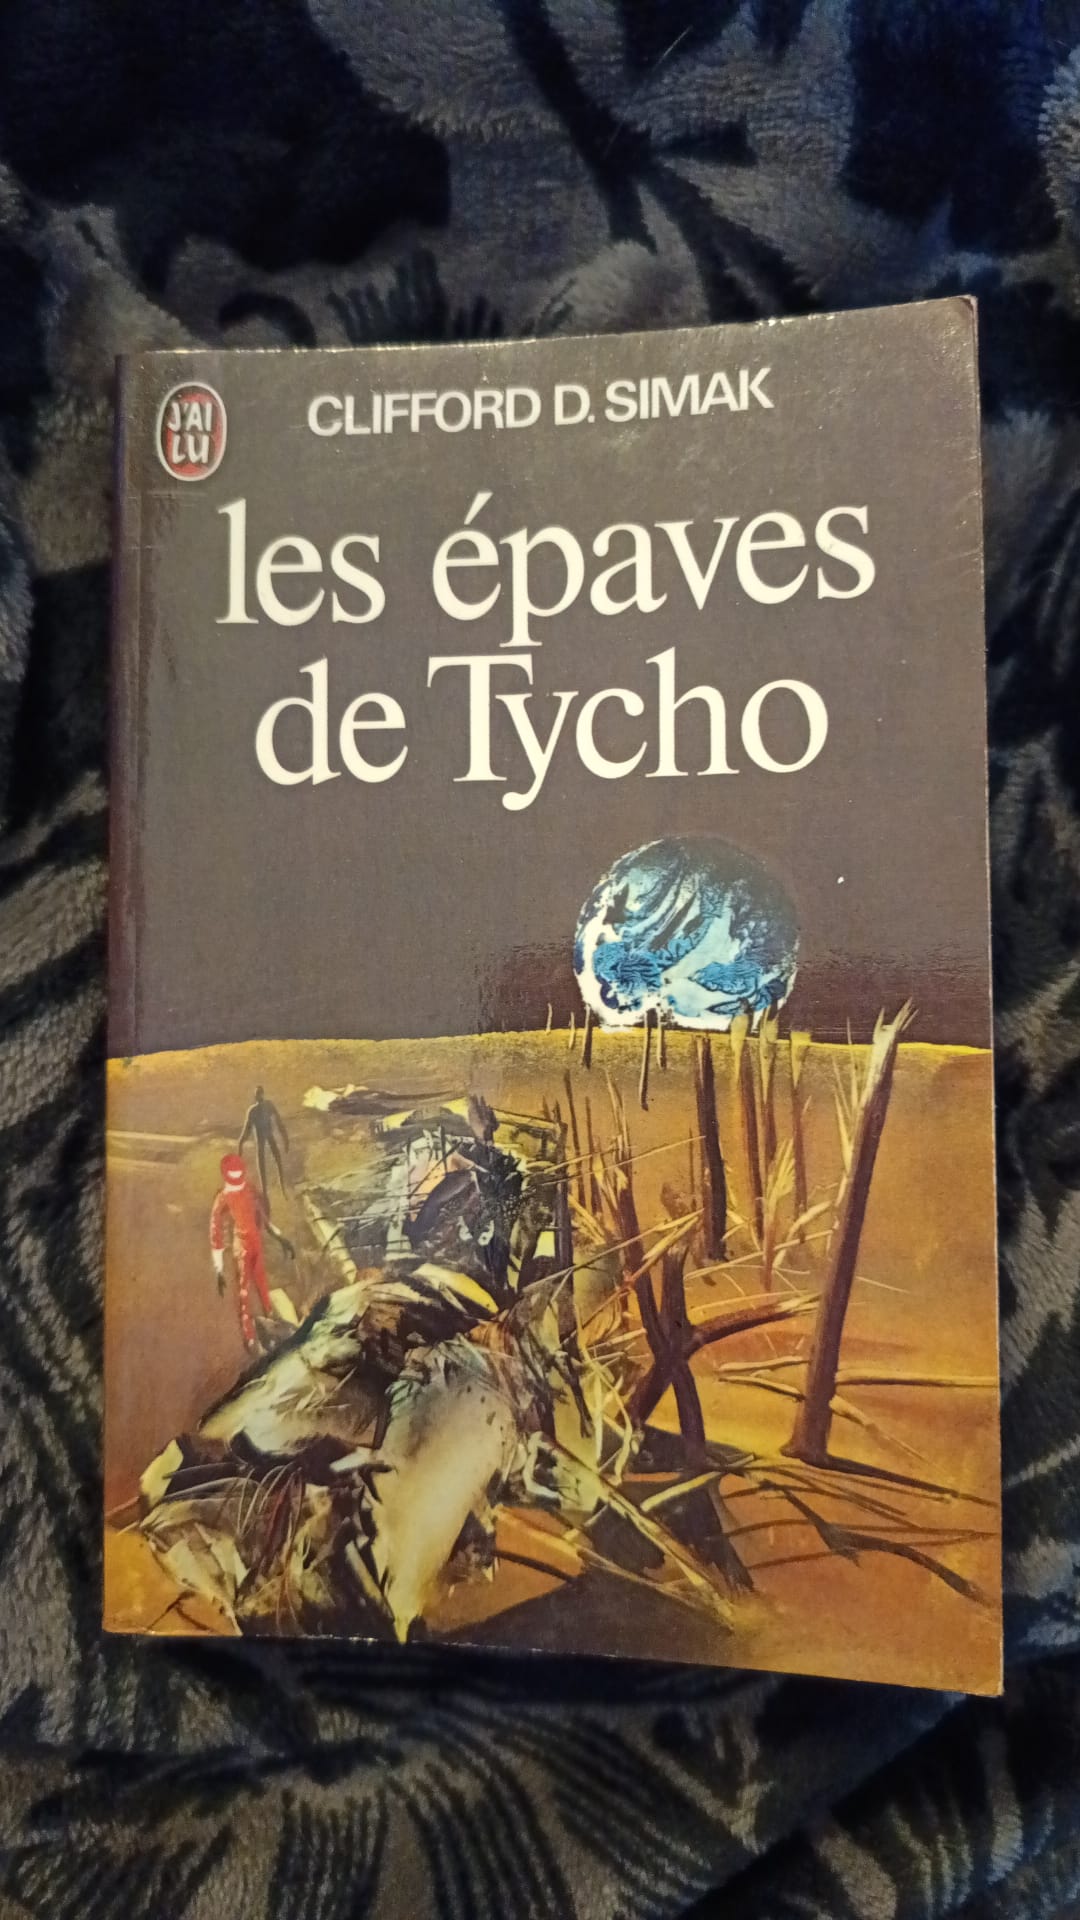 J'AI
LU
CLIFFORD D. SIMAK
les épaves
de Tycho